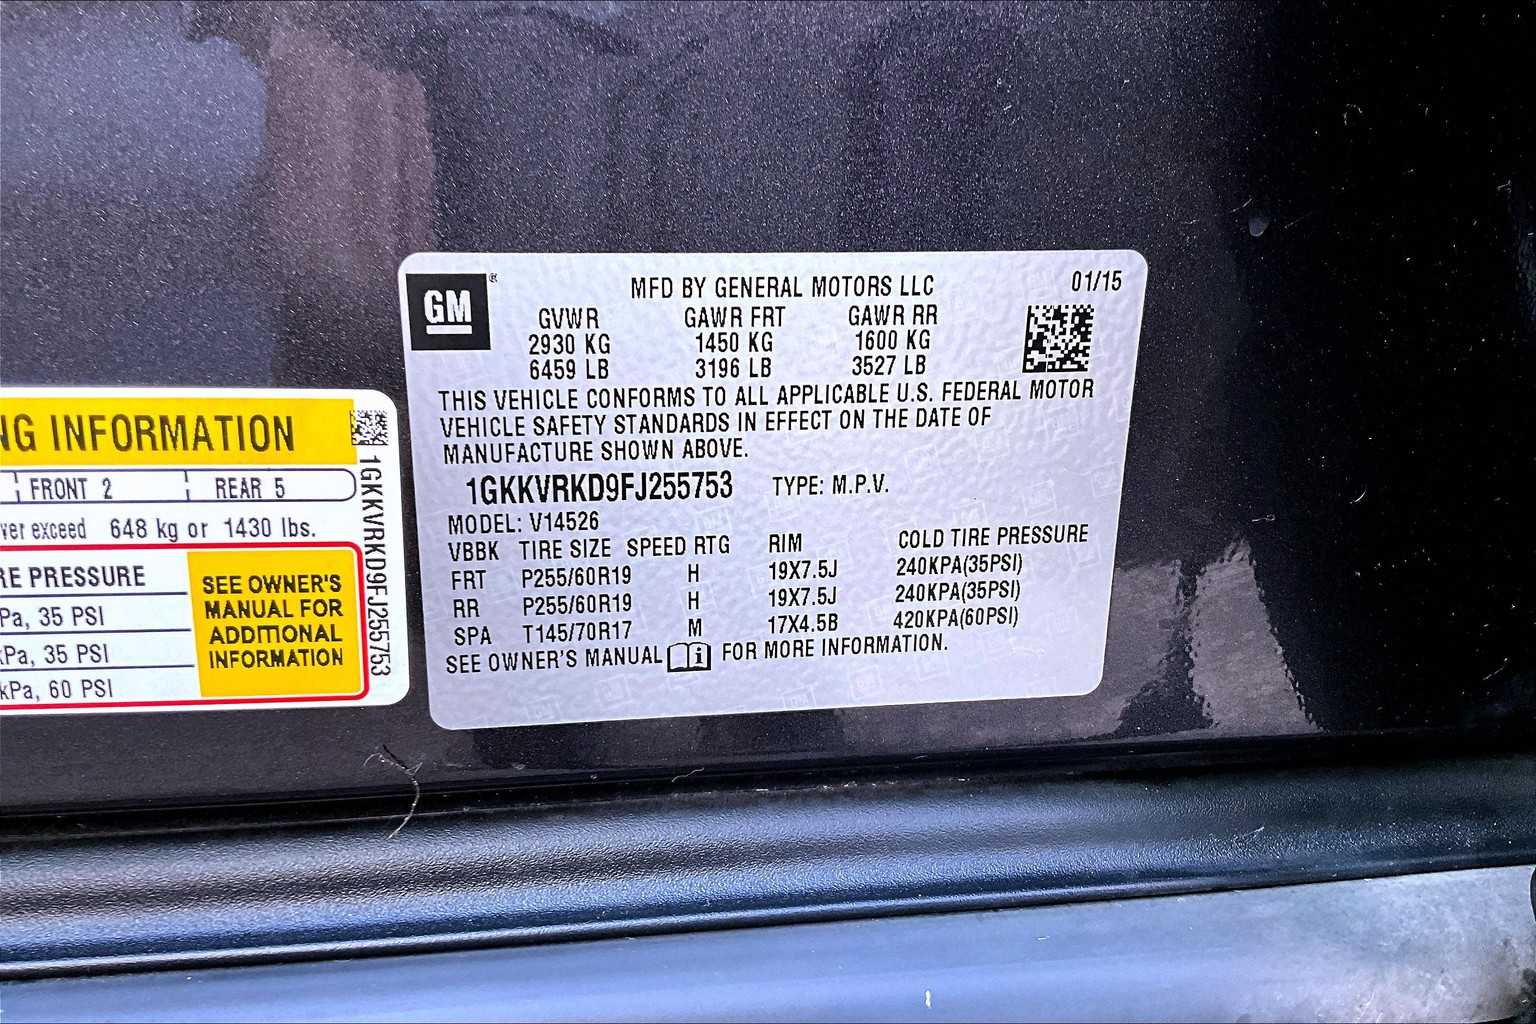 GM
®
MFD BY GENERAL MOTORS LLC 01/15
GVWR GAWR FRT GAWR RR
2930 KG 1450 KG 1600 KG
6459 LB 3196 LB 3527 LB
THIS VEHICLE CONFORMS TO ALL APPLICABLE U.S. FEDERAL MOTOR
VEHICLE SAFETY STANDARDS IN EFFECT ON THE DATE OF
MANUFACTURE SHOWN ABOVE.
1GKKVRKD9FJ255753 TYPE: M.P.V.
MODEL: V14526
VBBK TIRE SIZE SPEED RTG RIM COLD TIRE PRESSURE
FRT P255/60R19 H 19X7.5J 240KPA(35PSI)
RR P255/60R19 H 19X7.5J 240KPA(35PSI)
SPA T145/70R17 M 17X4.5B 420KPA(60PSI)
SEE OWNER'S MANUAL i FOR MORE INFORMATION.
NG INFORMATION
FRONT 2 REAR 5
ver exceed 648 kg or 1430 lbs.
RE PRESSURE
Pa, 35 PSI
kPa, 35 PSI
kPa, 60 PSI
SEE OWNER'S
MANUAL FOR
ADDITIONAL
INFORMATION
1GKKVRKD9FJ255753